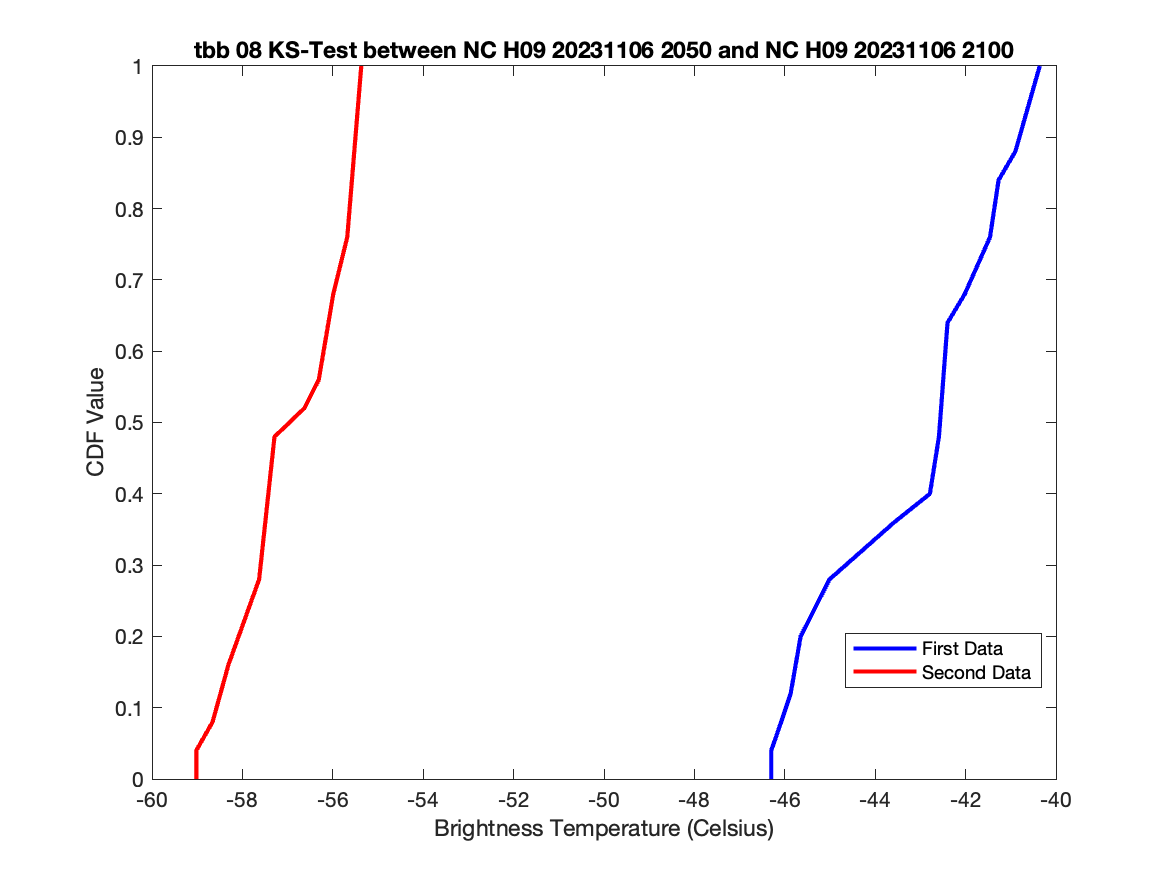 tbb 08 KS-Test between NC H09 20231106 2050 and NC H09 20231106 2100
1
0.9
0.8
0.7
0.6
0.5
0.4
0.3
0.2
0.1
0
CDF Value
First Data
Second Data
-60 -58 -56 -54 -52 -50 -48 -46 -44 -42 -40
Brightness Temperature (Celsius)